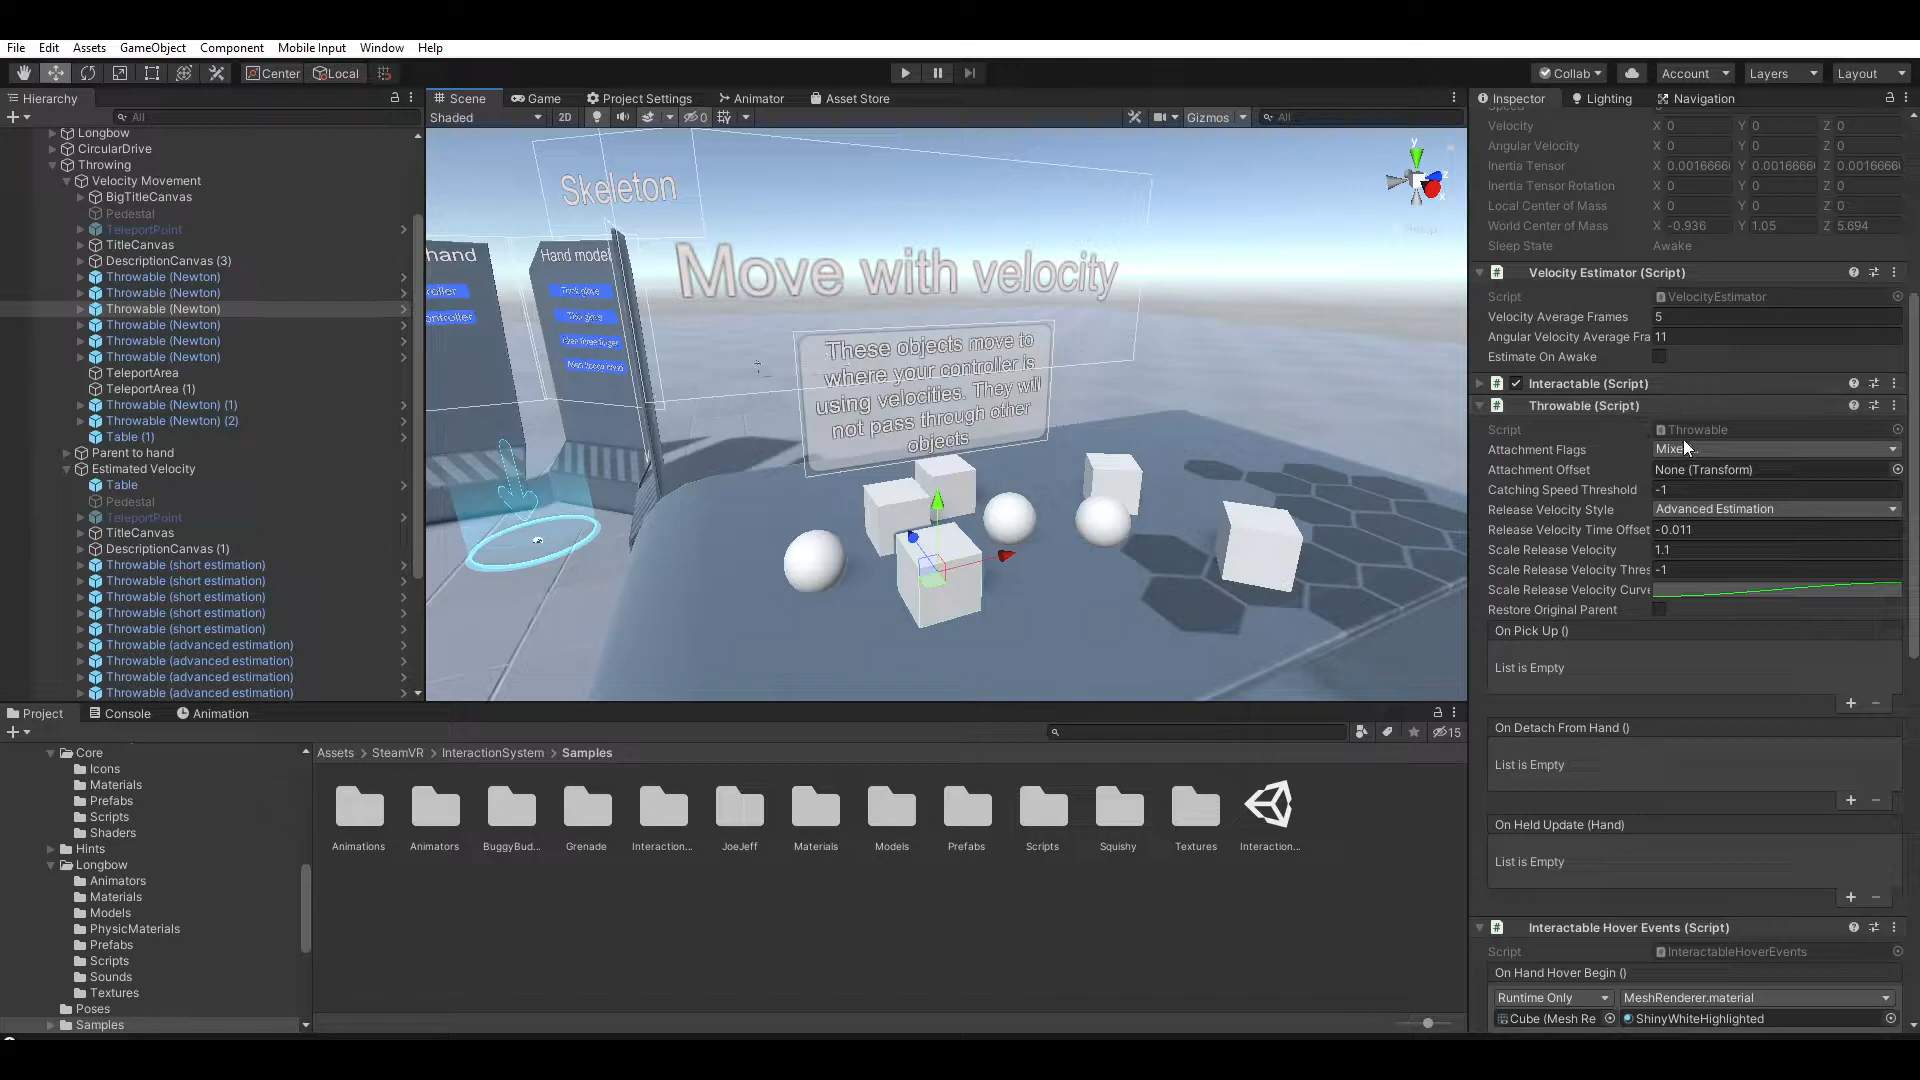 File Edit Assets GameObject Component Mobile Input Window Help
Center Local Collab Account Layers Layout
Hierarchy
All
Longbow
CircularDrive
Throwing
Velocity Movement
BigTitleCanvas
Pedestal
TeleportPoint
TitleCanvas
DescriptionCanvas (3)
Throwable (Newton)
Throwable (Newton)
Throwable (Newton)
Throwable (Newton)
Throwable (Newton)
Throwable (Newton)
TeleportArea
TeleportArea (1)
Throwable (Newton) (1)
Throwable (Newton) (2)
Table (1)
Parent to hand
Estimated Velocity
Table
Pedestal
TeleportPoint
TitleCanvas
DescriptionCanvas (1)
Throwable (short estimation)
Throwable (short estimation)
Throwable (short estimation)
Throwable (short estimation)
Throwable (short estimation)
Throwable (advanced estimation)
Throwable (advanced estimation)
Throwable (advanced estimation)
Throwable (advanced estimation)
Scene Game Project Settings Animator Asset Store
Shaded 2D 0 Gizmos All
y
z
x
Skeleton
hand
Hand model
Move with velocity
These objects move to
where your controller is
using velocities. They will
not pass through other
objects
Inspector Lighting Navigation
Velocity X 0 Y 0 Z 0
Angular Velocity X 0 Y 0 Z 0
Inertia Tensor X 0.0016666 Y 0.0016666 Z 0.0016666
Inertia Tensor Rotation X 0 Y 0 Z 0
Local Center of Mass X 0 Y 0 Z 0
World Center of Mass X -0.936 Y 1.05 Z 5.694
Sleep State Awake
# Velocity Estimator (Script)
Script VelocityEstimator
Velocity Average Frames 5
Angular Velocity Average Fra 11
Estimate On Awake
# Interactable (Script)
# Throwable (Script)
Script Throwable
Attachment Flags
Attachment Offset None (Transform)
Catching Speed Threshold -1
Release Velocity Style Advanced Estimation
Release Velocity Time Offset -0.011
Scale Release Velocity 1.1
Scale Release Velocity Thres -1
Scale Release Velocity Curve
Restore Original Parent
On Pick Up ()
List is Empty
On Detach From Hand ()
List is Empty
On Held Update (Hand)
List is Empty
# Interactable Hover Events (Script)
Script InteractableHoverEvents
On Hand Hover Begin ()
Runtime Only MeshRenderer.material
Cube (Mesh Re ShinyWhiteHighlighted
Project Console Animation
15
Core
Icons
Materials
Prefabs
Scripts
Shaders
Hints
Longbow
Animators
Materials
Models
PhysicMaterials
Prefabs
Scripts
Sounds
Textures
Poses
Samples
Assets > SteamVR > InteractionSystem > Samples
Animations Animators BuggyBud... Grenade Interaction... JoeJeff Materials Models Prefabs Scripts Squishy Textures Interaction...